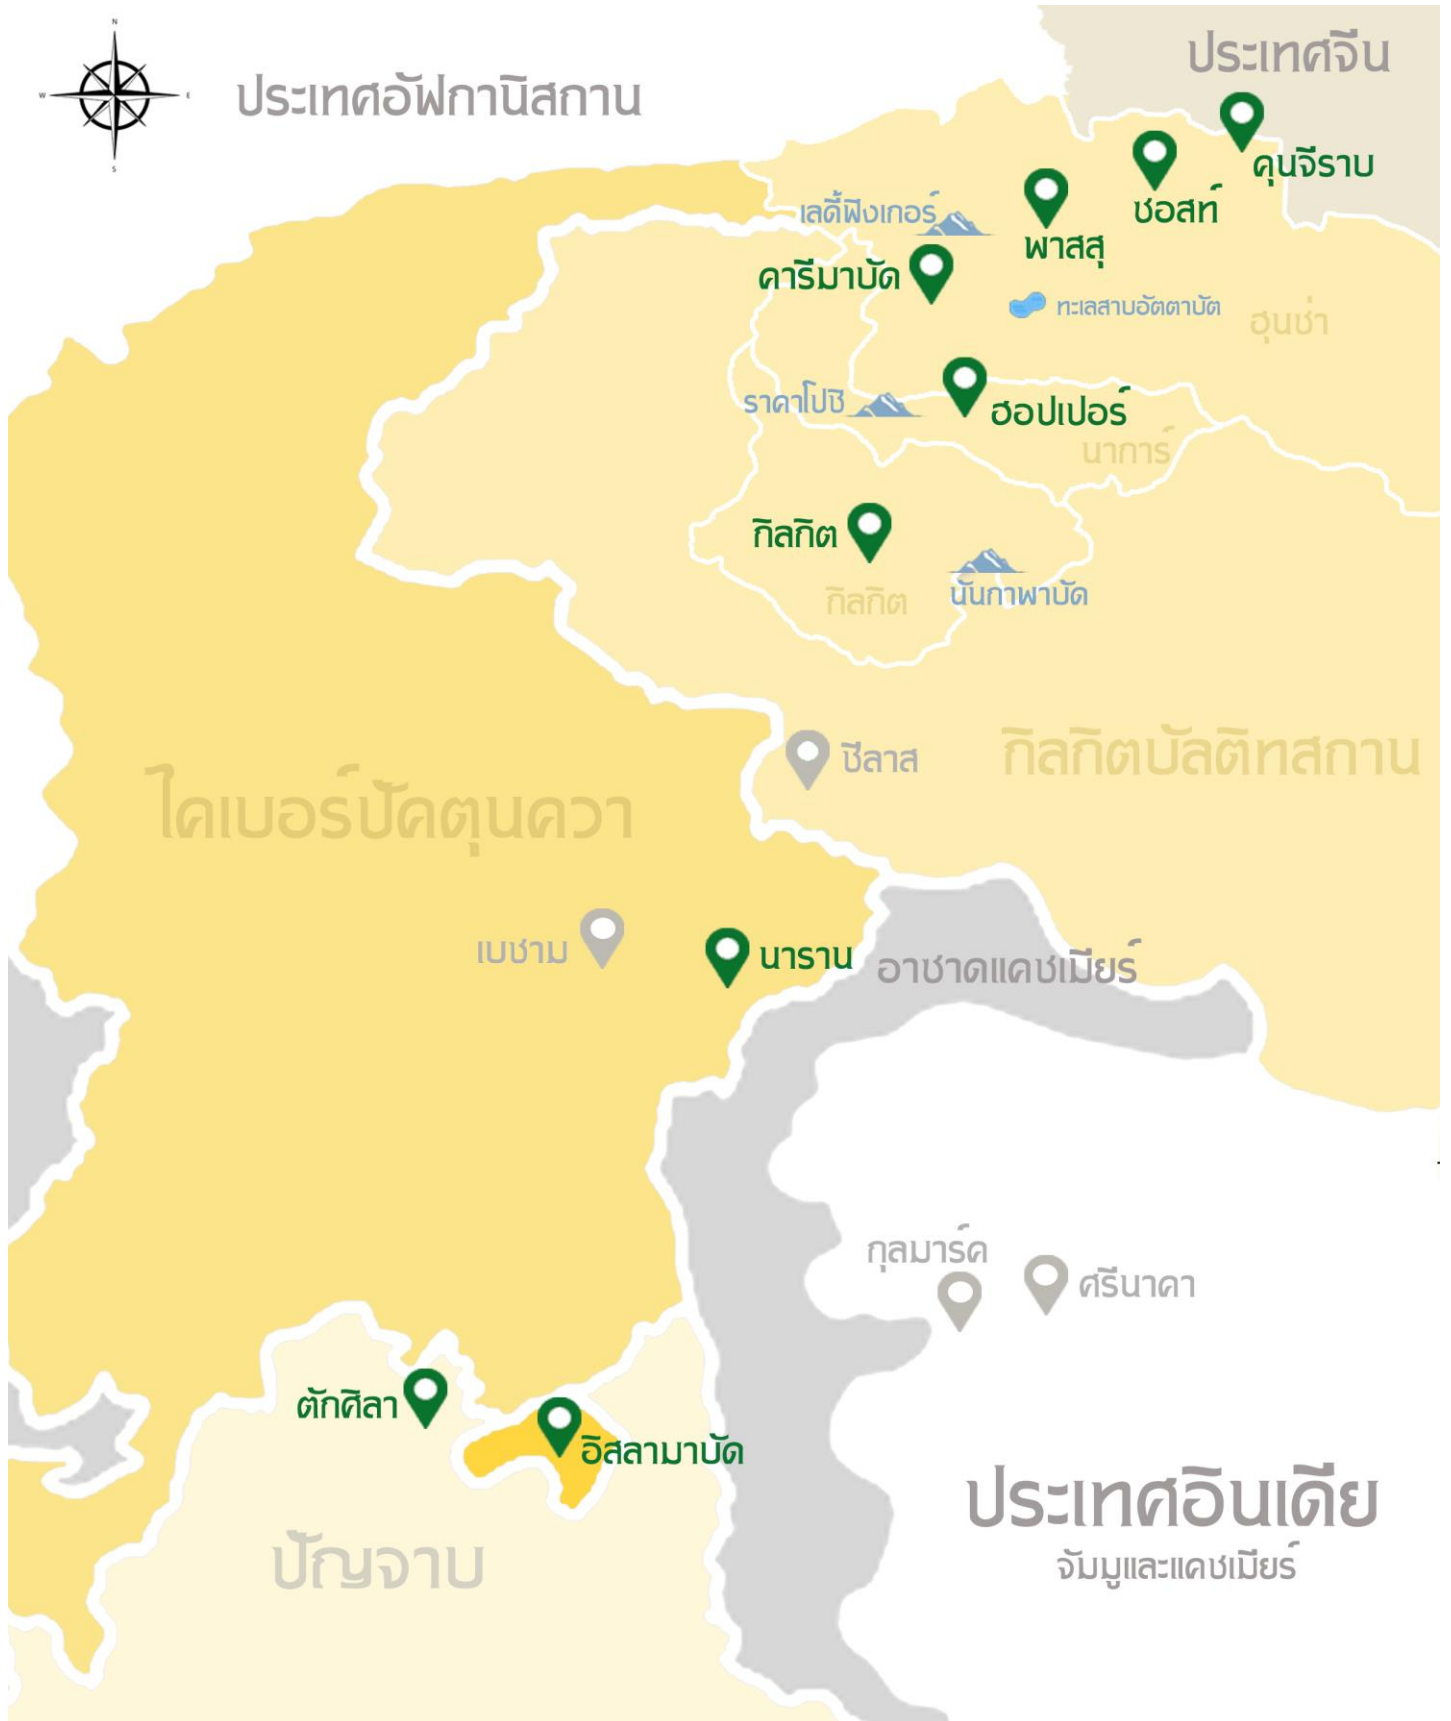 N
W
E
S
ประเทศอัฟกานิสถาน
ประเทศจีน
คุนจีราบ
ซอสท์
เลดี้ฟิงเกอร์
พาสสุ
คารีมาบัด
ทะเลสาบอัตตาบัต
ฮุนซ่า
ราคาโปชิ
ฮอปเปอร์
นาการ์
กิลกิต
นันกาพาบัด
กิลกิต
ชีลาส
กิลกิตบัลติทสถาน
ไคเบอร์ปัคตุนควา
เบชาม
นาราน
อาซาดแคชเมียร์
กุลมาร์ค
ศรีนาคา
ตักศิลา
อิสลามาบัด
ประเทศอินเดีย
จัมมูและแคชเมียร์
ปัญจาบ